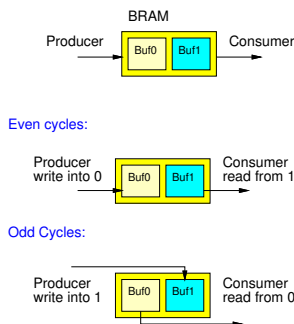 BRAM
Producer Buf0 Buf1 Consumer
Even cycles:
Producer Consumer
write into 0 Buf0 Buf1 read from 1
Odd Cycles:
Producer Consumer
write into 1 Buf0 Buf1 read from 0